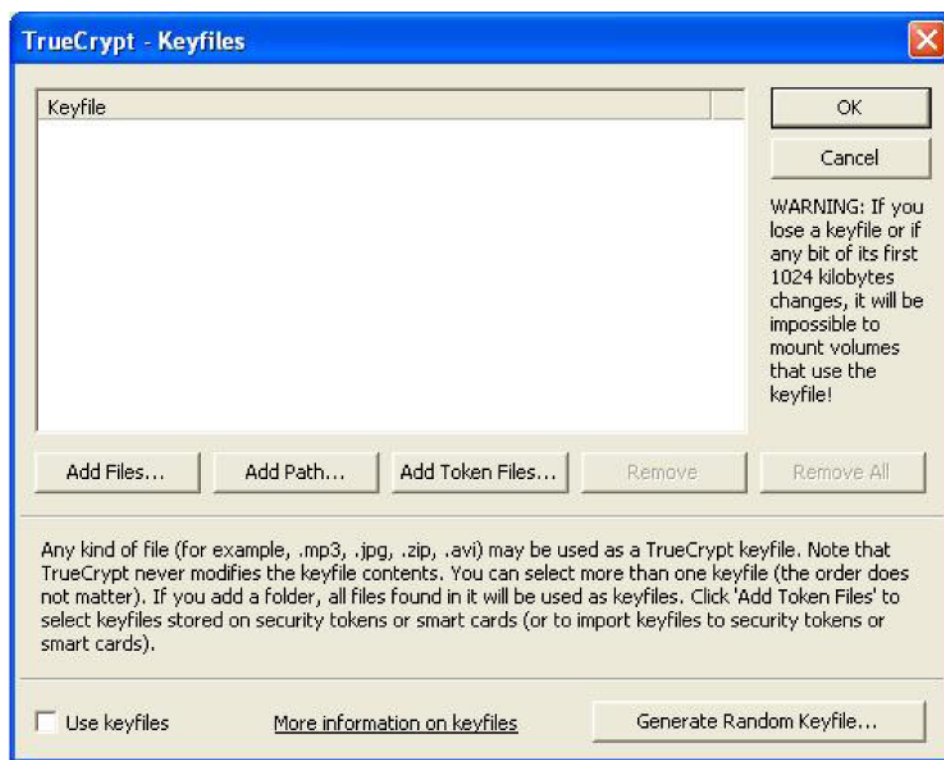 TrueCrypt - Keyfiles
Keyfile
OK
Cancel
WARNING: If you
lose a keyfile or if
any bit of its first
1024 kilobytes
changes, it will be
impossible to
mount volumes
that use the
keyfile!
Add Files...
Add Path...
Add Token Files...
Remove
Remove All
Any kind of file (for example, .mp3, .jpg, .zip, .avi) may be used as a TrueCrypt keyfile. Note that
TrueCrypt never modifies the keyfile contents. You can select more than one keyfile (the order does
not matter). If you add a folder, all files found in it will be used as keyfiles. Click 'Add Token Files' to
select keyfiles stored on security tokens or smart cards (or to import keyfiles to security tokens or
smart cards).
Use keyfiles
More information on keyfiles
Generate Random Keyfile...